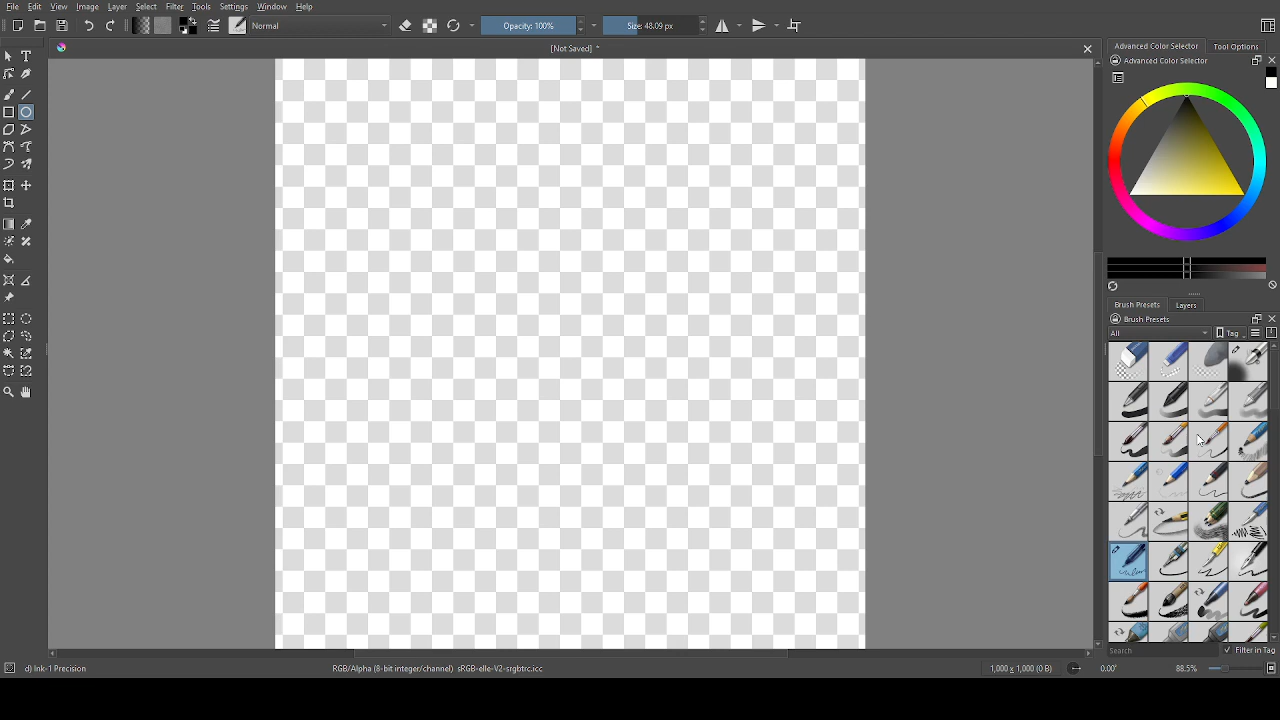 File Edit View Image Layer Select Filter Tools Settings Window Help
Normal Opacity: 100% Size: 48.09 px
[Not Saved] *
Advanced Color Selector Tool Options
Advanced Color Selector
Brush Presets Layers
Brush Presets
All Tag
Search Filter in Tag
d) Ink-1 Precision RGB/Alpha (8-bit integer/channel) sRGB-elle-V2-srgbtrc.icc 1,000 x 1,000 (0 B) 0.00° 88.5%